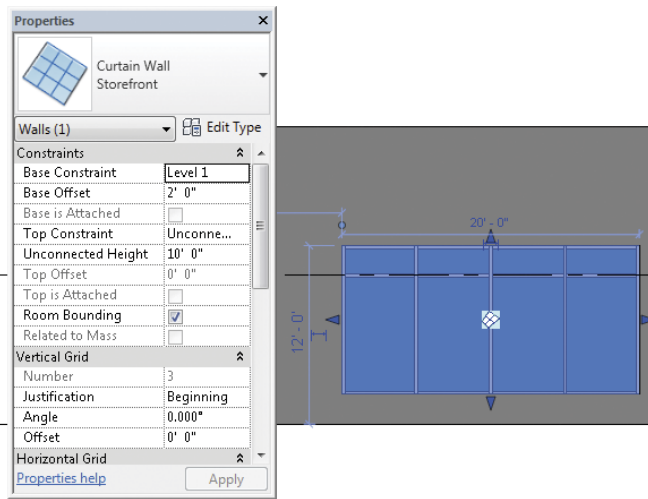 Properties
Curtain Wall
Storefront
Walls (1)
Edit Type
Constraints
Base Constraint Level 1
Base Offset 2' 0"
Base is Attached
Top Constraint Unconne...
Unconnected Height 10' 0"
Top Offset 0' 0"
Top is Attached
Room Bounding
Related to Mass
Vertical Grid
Number 3
Justification Beginning
Angle 0.000°
Offset 0' 0"
Horizontal Grid
Properties help
Apply
20' - 0"
12' - 0"